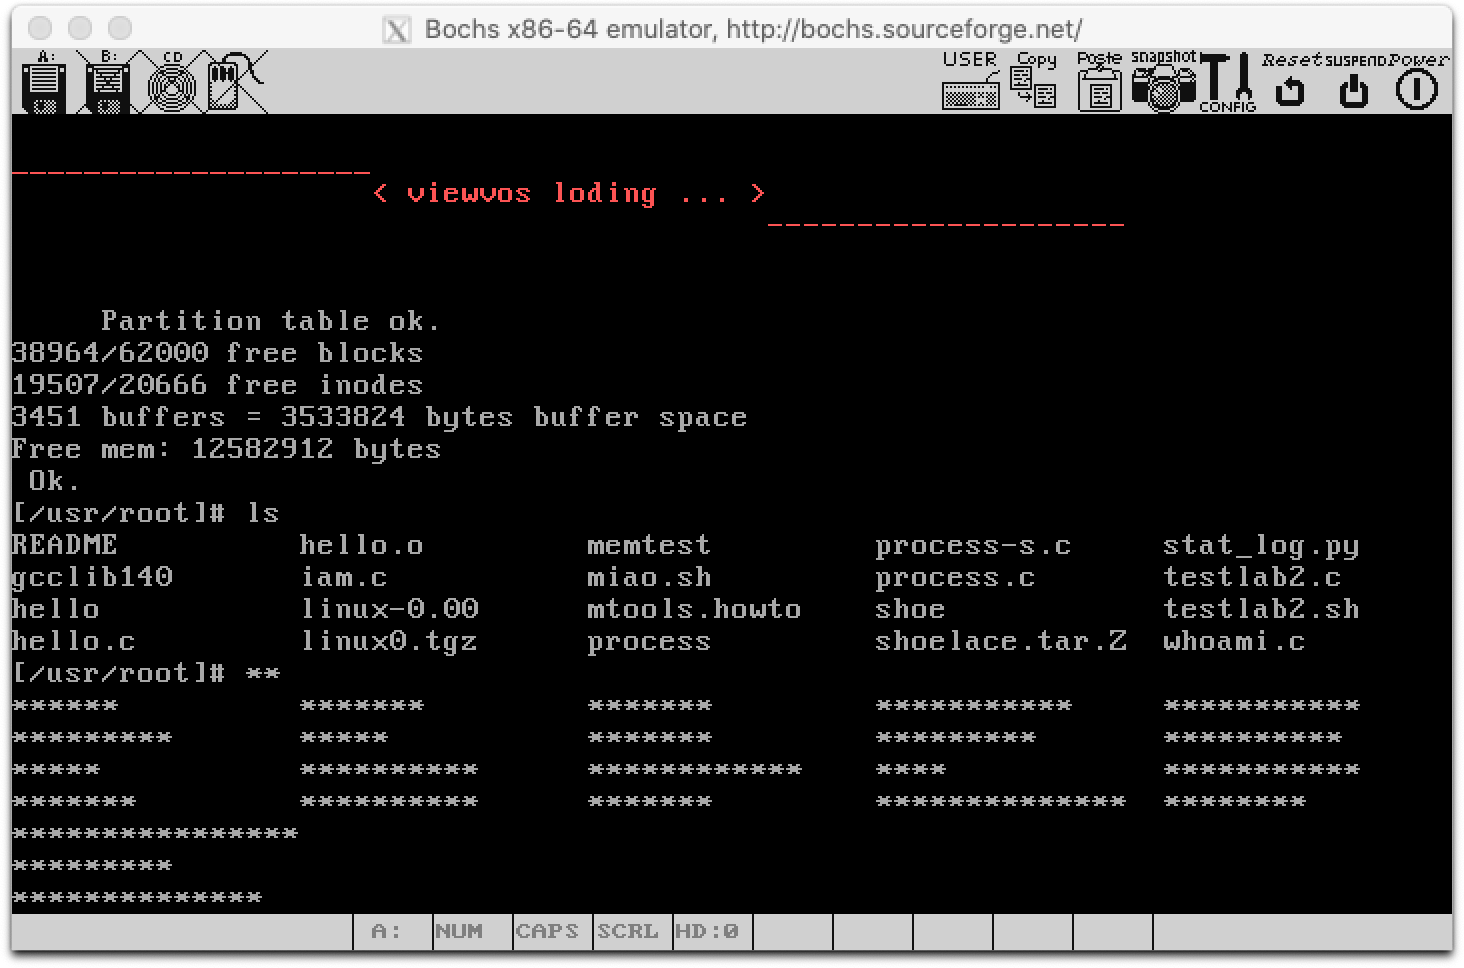 Bochs x86-64 emulator, http://bochs.sourceforge.net/
A: B: CD USER Copy Paste snapshot CONFIG Reset SUSPEND Power
--------------------
< viewvos loding ... >
--------------------
Partition table ok.
38964/62000 free blocks
19507/20666 free inodes
3451 buffers = 3533824 bytes buffer space
Free mem: 12582912 bytes
Ok.
[/usr/root]# ls
README hello.o memtest process-s.c stat_log.py
gcclib140 iam.c miao.sh process.c testlab2.c
hello linux-0.00 mtools.howto shoe testlab2.sh
hello.c linux0.tgz process shoelace.tar.Z whoami.c
[/usr/root]# **
****** ******* ******* *********** ***********
********* ***** ******* ********* **********
***** ********** ************ **** ***********
******* ********** ******* ************** ********
****************
*********
**************
A: NUM CAPS SCRL HD:0